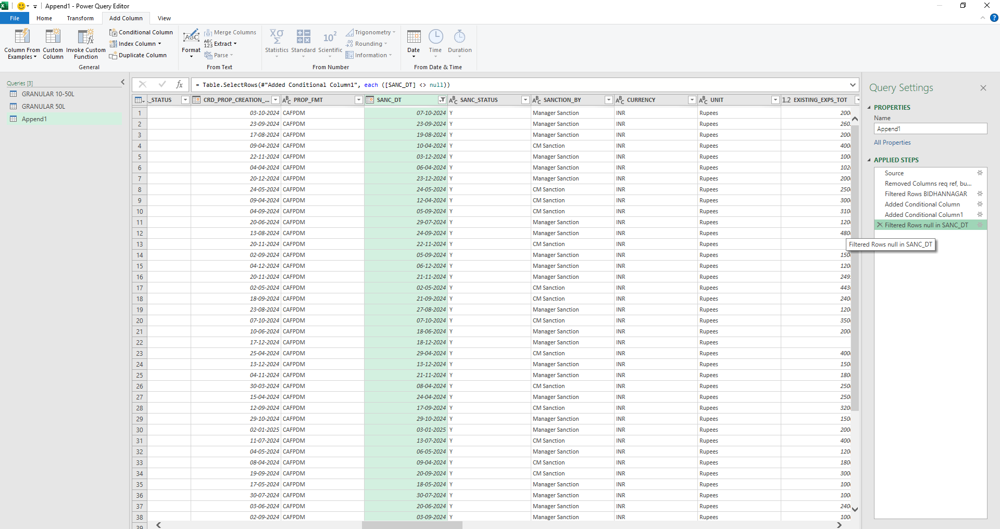 Append1 - Power Query Editor
File Home Transform Add Column View
Column From Examples
Custom Column
Invoke Custom Function
Conditional Column
Index Column
Duplicate Column
General
Format
Merge Columns
Extract
Parse
From Text
Statistics
Standard
Scientific
Trigonometry
Rounding
Information
From Number
Date
Time
Duration
From Date & Time
Queries [3]
GRANULAR 10-50L
GRANULAR 50L
Append1
= Table.SelectRows(#"Added Conditional Column1", each ([SANC_DT] <> null))
_STATUS CRD_PROP_CREATION_... PROP_FMT SANC_DT SANC_STATUS SANCTION_BY CURRENCY UNIT 1.2 EXISTING_EXPS_TOT
1 03-10-2024 CAFPDM 07-10-2024 Y Manager Sanction INR Rupees 200
2 23-09-2024 CAFPDM 23-09-2024 Y Manager Sanction INR Rupees 260
3 17-08-2024 CAFPDM 19-08-2024 Y Manager Sanction INR Rupees 200
4 09-04-2024 CAFPDM 10-04-2024 Y CM Sanction INR Rupees 400
5 22-11-2024 CAFPDM 03-12-2024 Y Manager Sanction INR Rupees 100
6 04-04-2024 CAFPDM 06-04-2024 Y Manager Sanction INR Rupees 102
7 20-12-2024 CAFPDM 23-12-2024 Y Manager Sanction INR Rupees 200
8 24-05-2024 CAFPDM 24-05-2024 Y CM Sanction INR Rupees 250
9 09-04-2024 CAFPDM 12-04-2024 Y CM Sanction INR Rupees 300
10 04-09-2024 CAFPDM 05-09-2024 Y CM Sanction INR Rupees 310
11 20-06-2024 CAFPDM 29-07-2024 Y Manager Sanction INR Rupees 120
12 13-08-2024 CAFPDM 24-09-2024 Y Manager Sanction INR Rupees 480
13 20-11-2024 CAFPDM 22-11-2024 Y CM Sanction INR Rupees
14 02-09-2024 CAFPDM 05-09-2024 Y Manager Sanction INR Rupees 150
15 04-12-2024 CAFPDM 06-12-2024 Y Manager Sanction INR Rupees 120
16 20-11-2024 CAFPDM 21-11-2024 Y Manager Sanction INR Rupees 249
17 02-05-2024 CAFPDM 02-05-2024 Y CM Sanction INR Rupees 443
18 18-09-2024 CAFPDM 21-09-2024 Y CM Sanction INR Rupees 240
19 23-08-2024 CAFPDM 27-08-2024 Y Manager Sanction INR Rupees 120
20 07-10-2024 CAFPDM 07-10-2024 Y CM Sanction INR Rupees 350
21 10-06-2024 CAFPDM 18-06-2024 Y Manager Sanction INR Rupees 200
22 17-12-2024 CAFPDM 18-12-2024 Y Manager Sanction INR Rupees
23 25-04-2024 CAFPDM 29-04-2024 Y CM Sanction INR Rupees 400
24 13-12-2024 CAFPDM 13-12-2024 Y Manager Sanction INR Rupees 150
25 04-11-2024 CAFPDM 21-11-2024 Y Manager Sanction INR Rupees 180
26 30-03-2024 CAFPDM 08-04-2024 Y CM Sanction INR Rupees 250
27 15-04-2024 CAFPDM 24-04-2024 Y Manager Sanction INR Rupees 250
28 12-09-2024 CAFPDM 17-09-2024 Y CM Sanction INR Rupees 320
29 29-10-2024 CAFPDM 29-10-2024 Y Manager Sanction INR Rupees 150
30 02-01-2025 CAFPDM 03-01-2025 Y Manager Sanction INR Rupees 200
31 11-07-2024 CAFPDM 13-07-2024 Y CM Sanction INR Rupees 400
32 04-05-2024 CAFPDM 06-05-2024 Y Manager Sanction INR Rupees 120
33 08-04-2024 CAFPDM 09-04-2024 Y CM Sanction INR Rupees 180
34 19-09-2024 CAFPDM 20-09-2024 Y CM Sanction INR Rupees 300
35 17-05-2024 CAFPDM 18-05-2024 Y Manager Sanction INR Rupees 100
36 30-07-2024 CAFPDM 30-07-2024 Y Manager Sanction INR Rupees 100
37 03-06-2024 CAFPDM 20-06-2024 Y Manager Sanction INR Rupees 240
38 02-09-2024 CAFPDM 03-09-2024 Y Manager Sanction INR Rupees 100
39
Query Settings
PROPERTIES
Name
Append1
All Properties
APPLIED STEPS
Source
Removed Columns req ref, bu...
Filtered Rows BIDHANNAGAR
Added Conditional Column
Added Conditional Column1
Filtered Rows null in SANC_DT
Filtered Rows null in SANC_DT